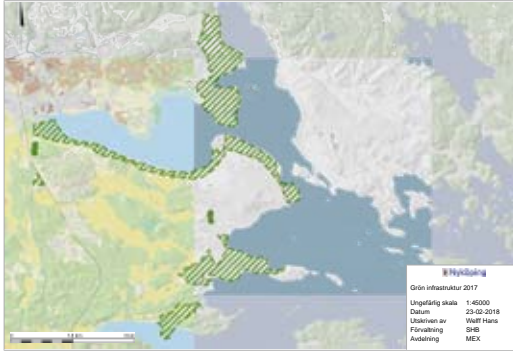 Nyköping
Grön infrastruktur 2017
Ungefärlig skala 1:45000
Datum 23-02-2018
Utskriven av Welff Hans
Förvaltning SHB
Avdelning MEX